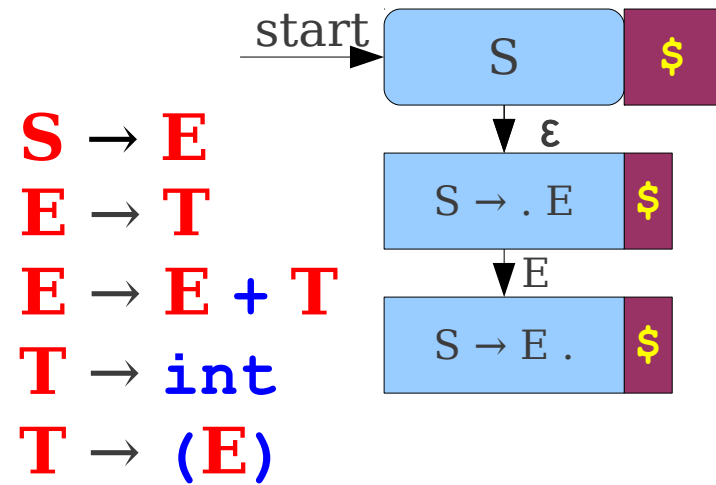 start
S $
ε
S → E
S → . E $
E → T
E
E → E + T
S → E . $
T → int
T → (E)